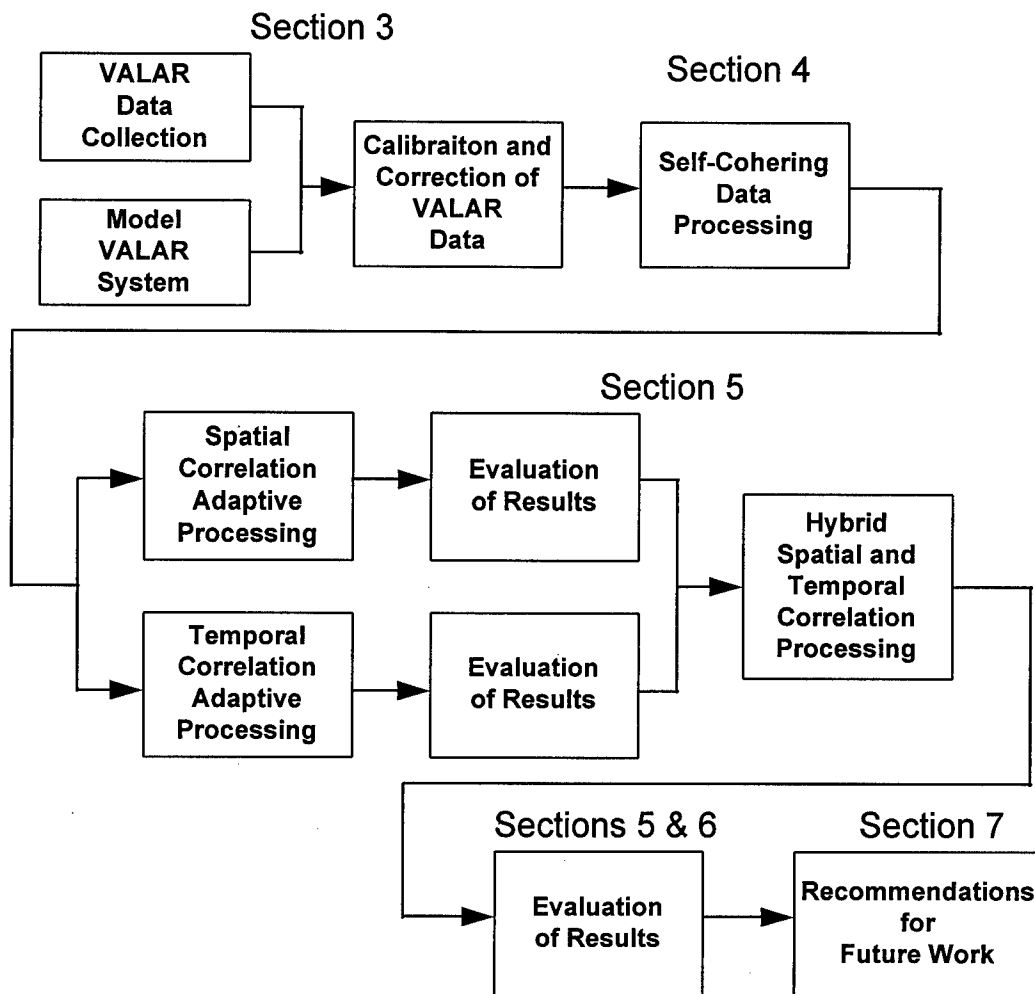 Section 3
VALAR
Data
Collection
Model
VALAR
System
Calibraiton and
Correction of
VALAR
Data
Section 4
Self-Cohering
Data
Processing
Section 5
Spatial
Correlation
Adaptive
Processing
Evaluation
of Results
Temporal
Correlation
Adaptive
Processing
Evaluation
of Results
Hybrid
Spatial and
Temporal
Correlation
Processing
Sections 5 & 6
Evaluation
of Results
Section 7
Recommendations
for
Future Work